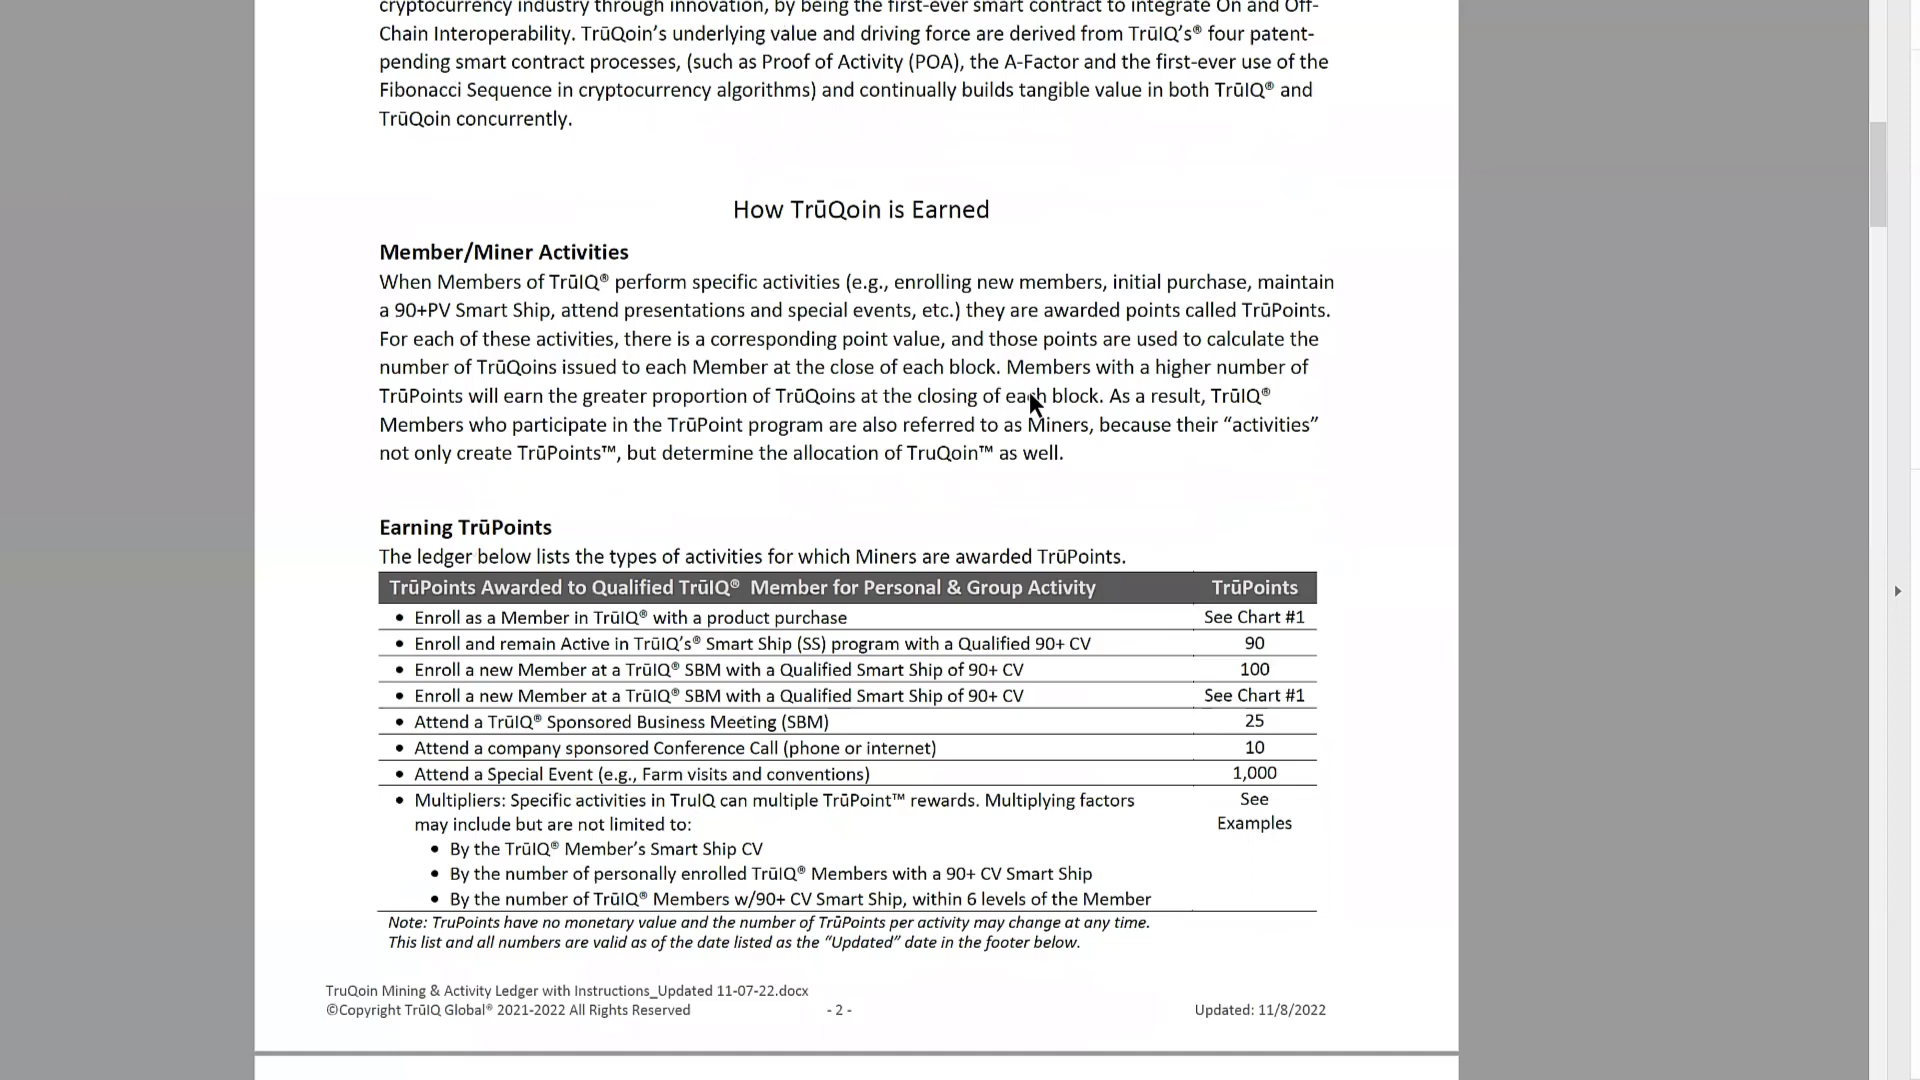 cryptocurrency industry through innovation, by being the first-ever smart contract to integrate On and Off-
Chain Interoperability. TrūQoin’s underlying value and driving force are derived from TrūIQ’s® four patent-
pending smart contract processes, (such as Proof of Activity (POA), the A-Factor and the first-ever use of the
Fibonacci Sequence in cryptocurrency algorithms) and continually builds tangible value in both TrūIQ® and
TrūQoin concurrently.
How TrūQoin is Earned
Member/Miner Activities
When Members of TrūIQ® perform specific activities (e.g., enrolling new members, initial purchase, maintain
a 90+PV Smart Ship, attend presentations and special events, etc.) they are awarded points called TrūPoints.
For each of these activities, there is a corresponding point value, and those points are used to calculate the
number of TrūQoins issued to each Member at the close of each block. Members with a higher number of
TrūPoints will earn the greater proportion of TrūQoins at the closing of each block. As a result, TrūIQ®
Members who participate in the TrūPoint program are also referred to as Miners, because their “activities”
not only create TrūPoints™, but determine the allocation of TruQoin™ as well.
Earning TrūPoints
The ledger below lists the types of activities for which Miners are awarded TrūPoints.
TrūPoints Awarded to Qualified TrūIQ® Member for Personal & Group Activity TrūPoints
• Enroll as a Member in TrūIQ® with a product purchase See Chart #1
• Enroll and remain Active in TrūIQ’s® Smart Ship (SS) program with a Qualified 90+ CV 90
• Enroll a new Member at a TrūIQ® SBM with a Qualified Smart Ship of 90+ CV 100
• Enroll a new Member at a TrūIQ® SBM with a Qualified Smart Ship of 90+ CV See Chart #1
• Attend a TrūIQ® Sponsored Business Meeting (SBM) 25
• Attend a company sponsored Conference Call (phone or internet) 10
• Attend a Special Event (e.g., Farm visits and conventions) 1,000
• Multipliers: Specific activities in TruIQ can multiple TrūPoint™ rewards. Multiplying factors See
may include but are not limited to: Examples
• By the TrūIQ® Member’s Smart Ship CV
• By the number of personally enrolled TrūIQ® Members with a 90+ CV Smart Ship
• By the number of TrūIQ® Members w/90+ CV Smart Ship, within 6 levels of the Member
Note: TruPoints have no monetary value and the number of TrūPoints per activity may change at any time.
This list and all numbers are valid as of the date listed as the “Updated” date in the footer below.
TruQoin Mining & Activity Ledger with Instructions_Updated 11-07-22.docx
©Copyright TrūIQ Global® 2021-2022 All Rights Reserved - 2 - Updated: 11/8/2022